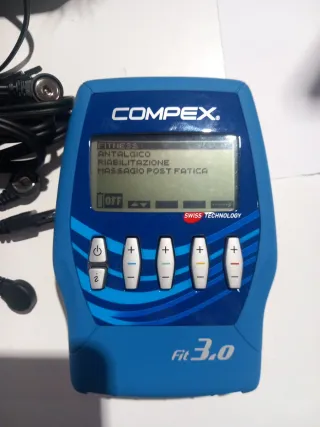 COMPEX®
FITNESS
ANTALGICO
RIABILITAZIONE
MASSAGGIO POST FATICA
OFF
SWISS TECHNOLOGY
+ + + +
- - - -
Fit 3.0